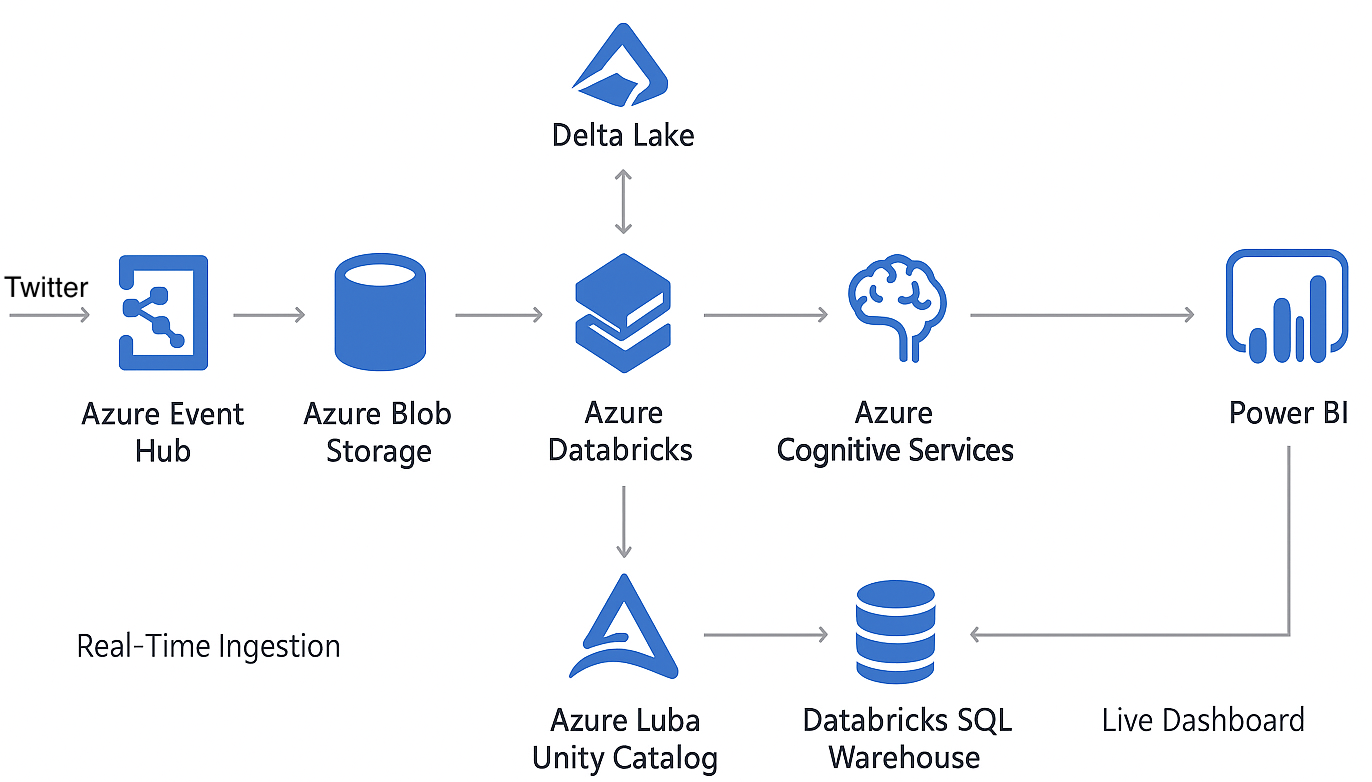 Delta Lake
Twitter
Azure Event
Hub
Azure Blob
Storage
Azure
Databricks
Azure
Cognitive Services
Power BI
Real-Time Ingestion
Azure Luba
Unity Catalog
Databricks SQL
Warehouse
Live Dashboard